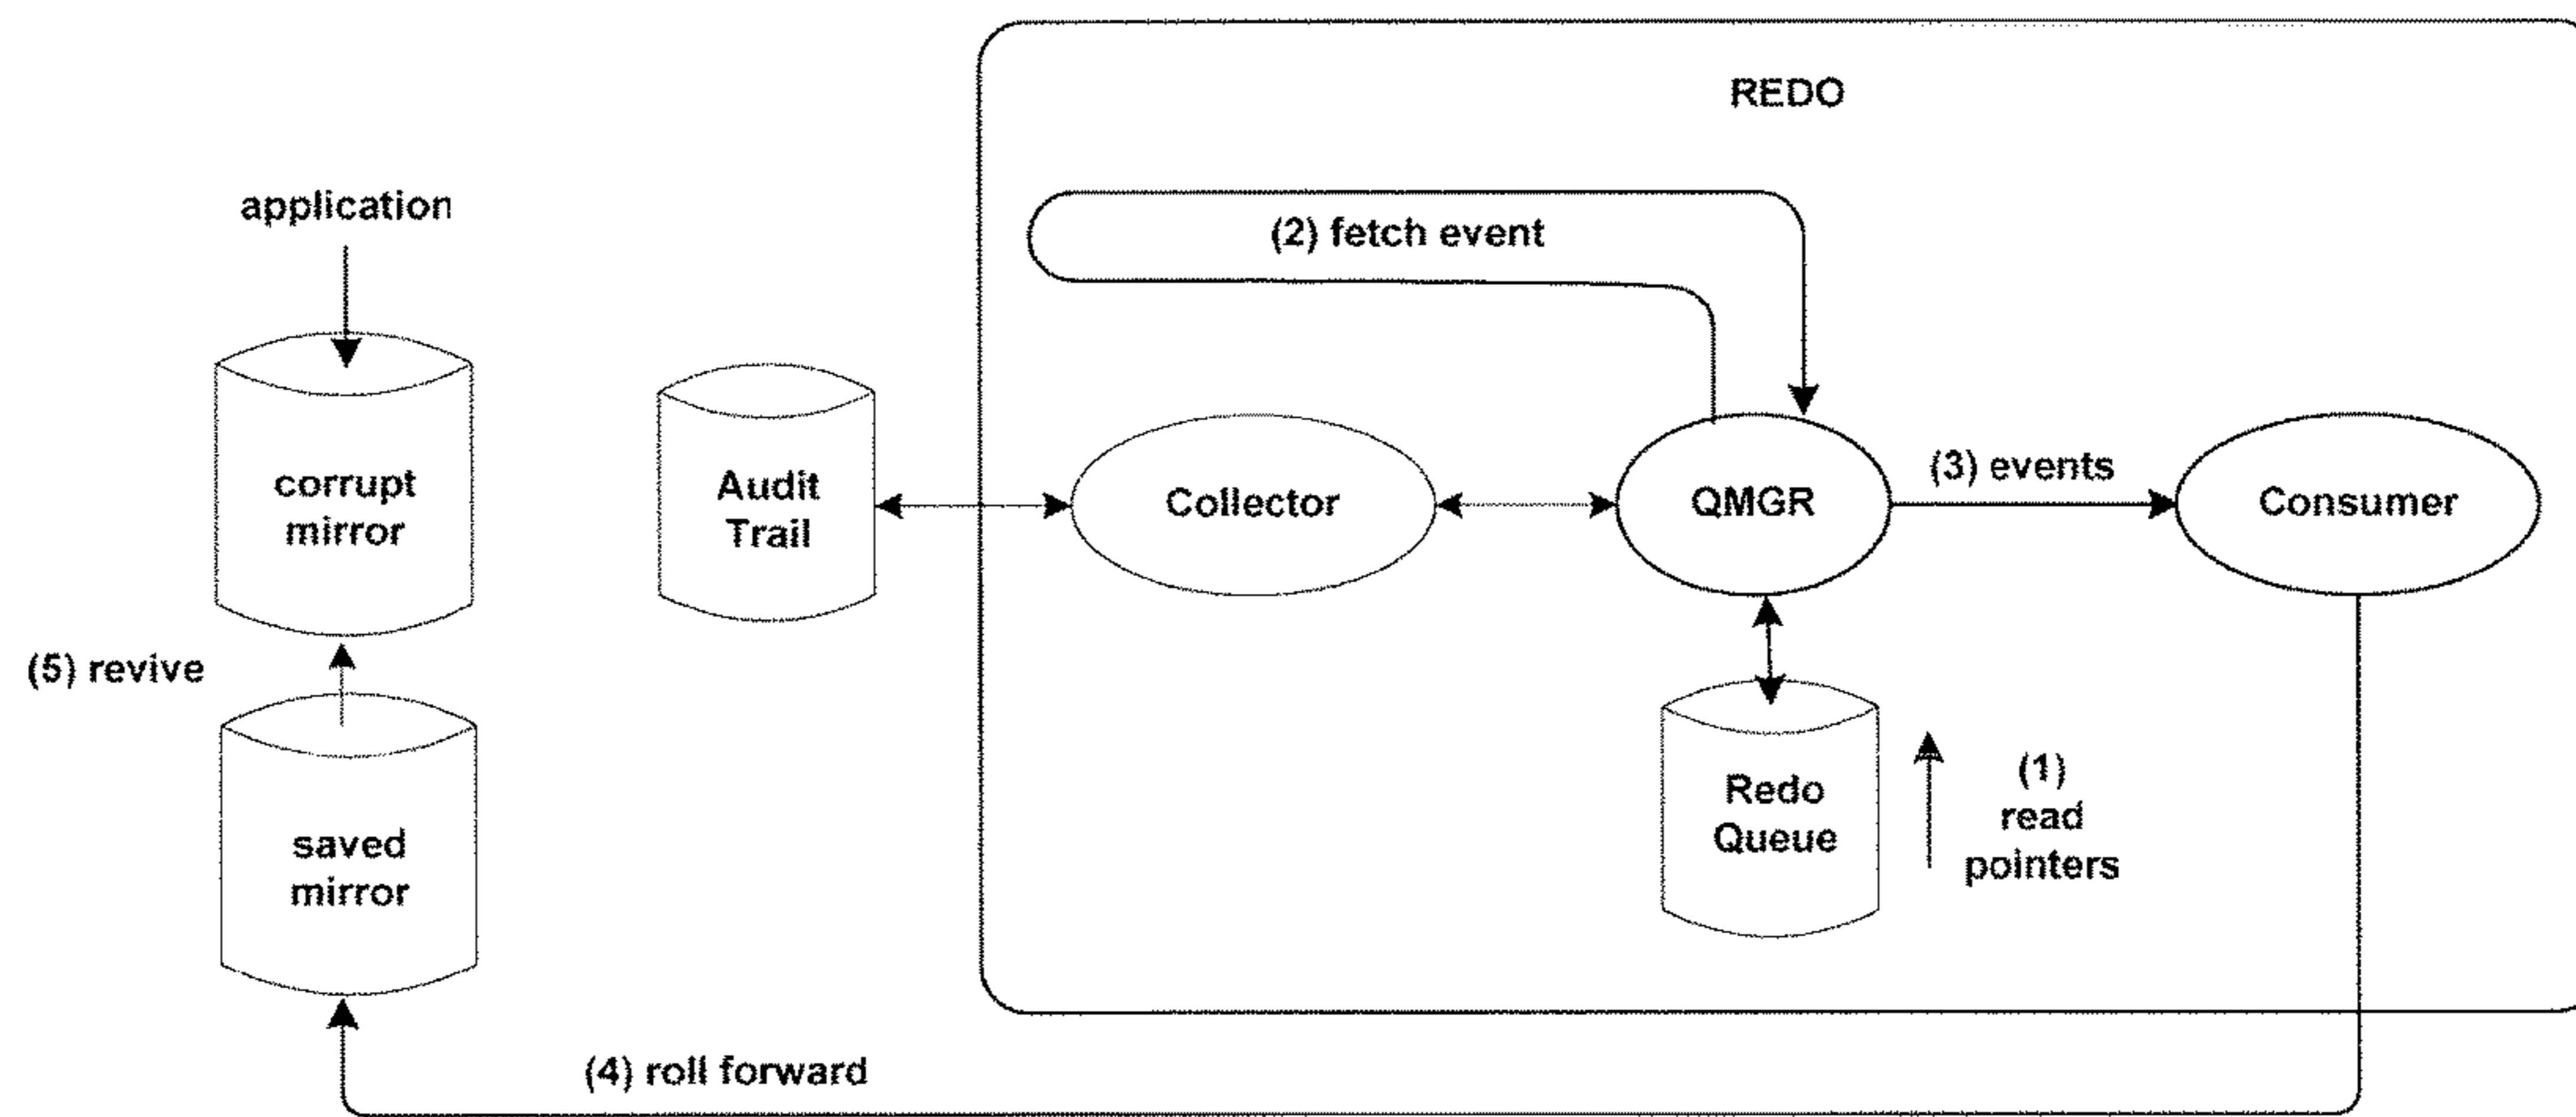 REDO
application
(2) fetch event
corrupt
mirror
Audit
Trail
Collector
QMGR
(3) events
Consumer
(5) revive
saved
mirror
Redo
Queue
(1)
read
pointers
(4) roll forward